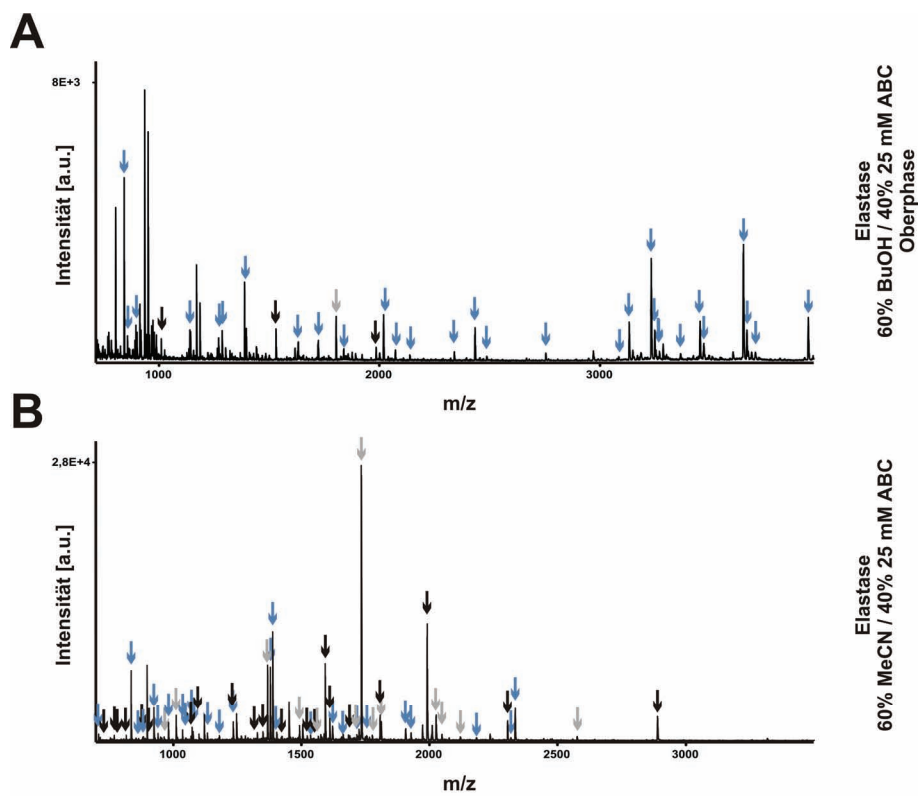 A
8E+3
Intensität [a.u.]
1000
2000
3000
m/z
Elastase
60% BuOH / 40% 25 mM ABC
Oberphase
B
2,8E+4
Intensität [a.u.]
1000
1500
2000
2500
3000
m/z
Elastase
60% MeCN / 40% 25 mM ABC